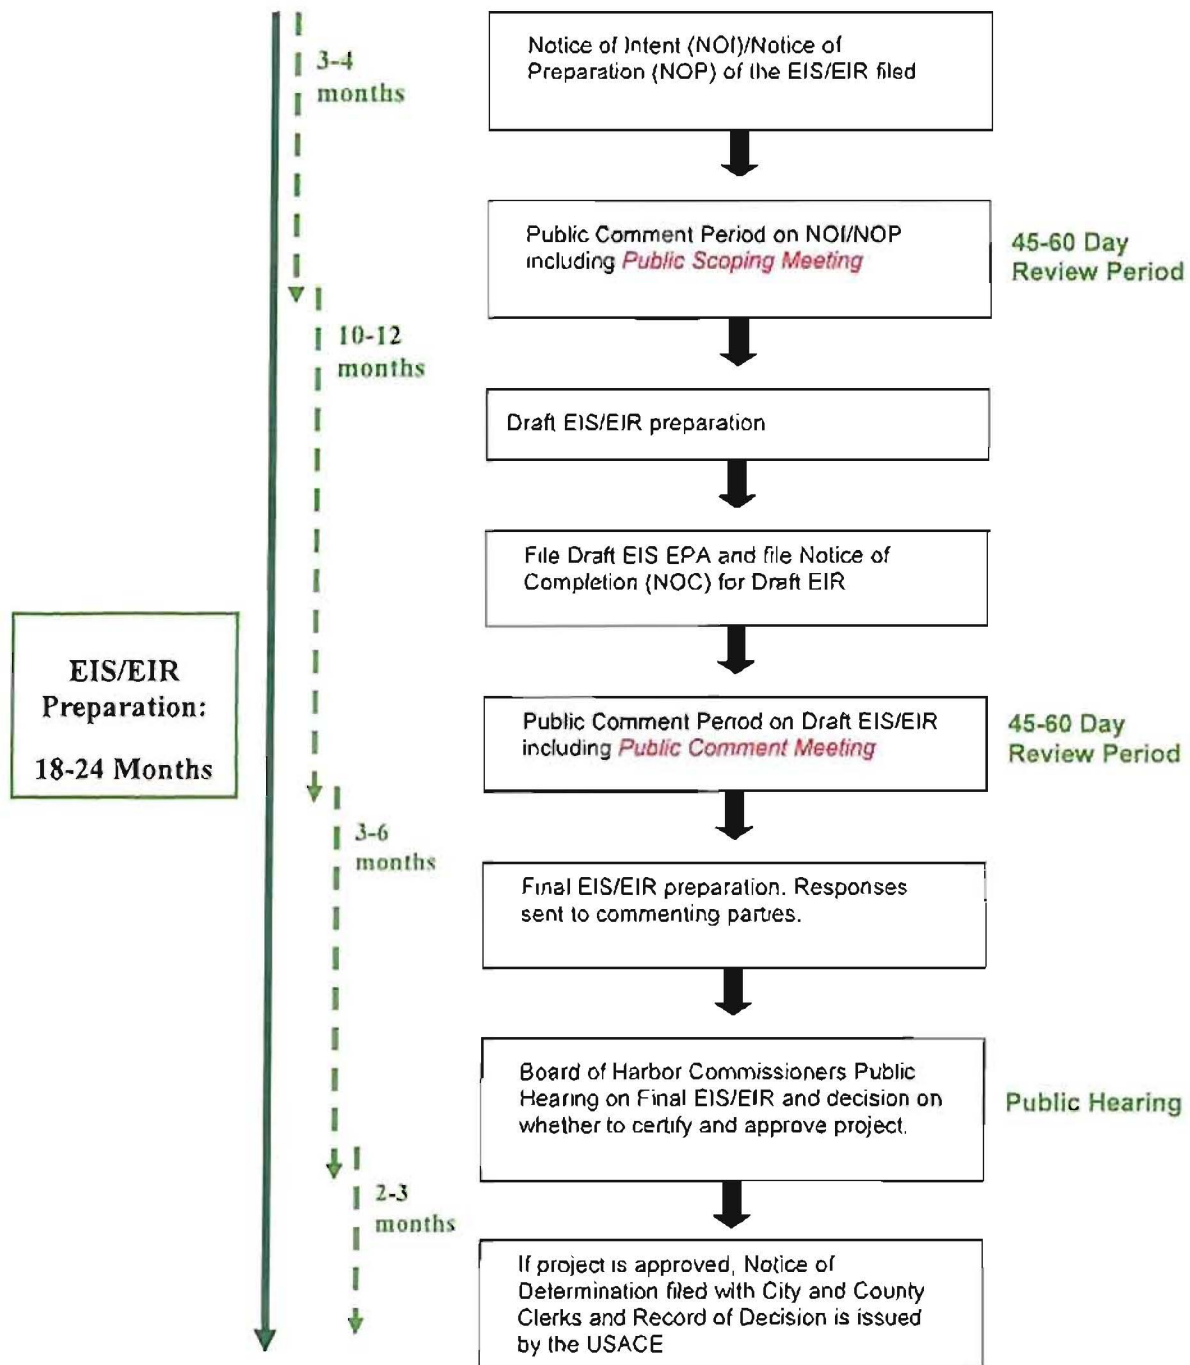 3-4
months
Notice of Intent (NOI)/Notice of
Preparation (NOP) of the EIS/EIR filed
Public Comment Period on NOI/NOP
including Public Scoping Meeting
45-60 Day
Review Period
10-12
months
Draft EIS/EIR preparation
File Draft EIS EPA and file Notice of
Completion (NOC) for Draft EIR
EIS/EIR
Preparation:
18-24 Months
Public Comment Period on Draft EIS/EIR
including Public Comment Meeting
45-60 Day
Review Period
3-6
months
Final EIS/EIR preparation. Responses
sent to commenting parties.
Board of Harbor Commissioners Public
Hearing on Final EIS/EIR and decision on
whether to certify and approve project.
Public Hearing
2-3
months
If project is approved, Notice of
Determination filed with City and County
Clerks and Record of Decision is issued
by the USACE